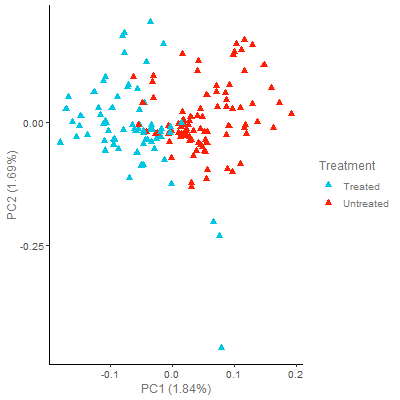 PC2 (1.69%)
0.00
-0.25
-0.1
0.0
0.1
0.2
PC1 (1.84%)
Treatment
Treated
Untreated